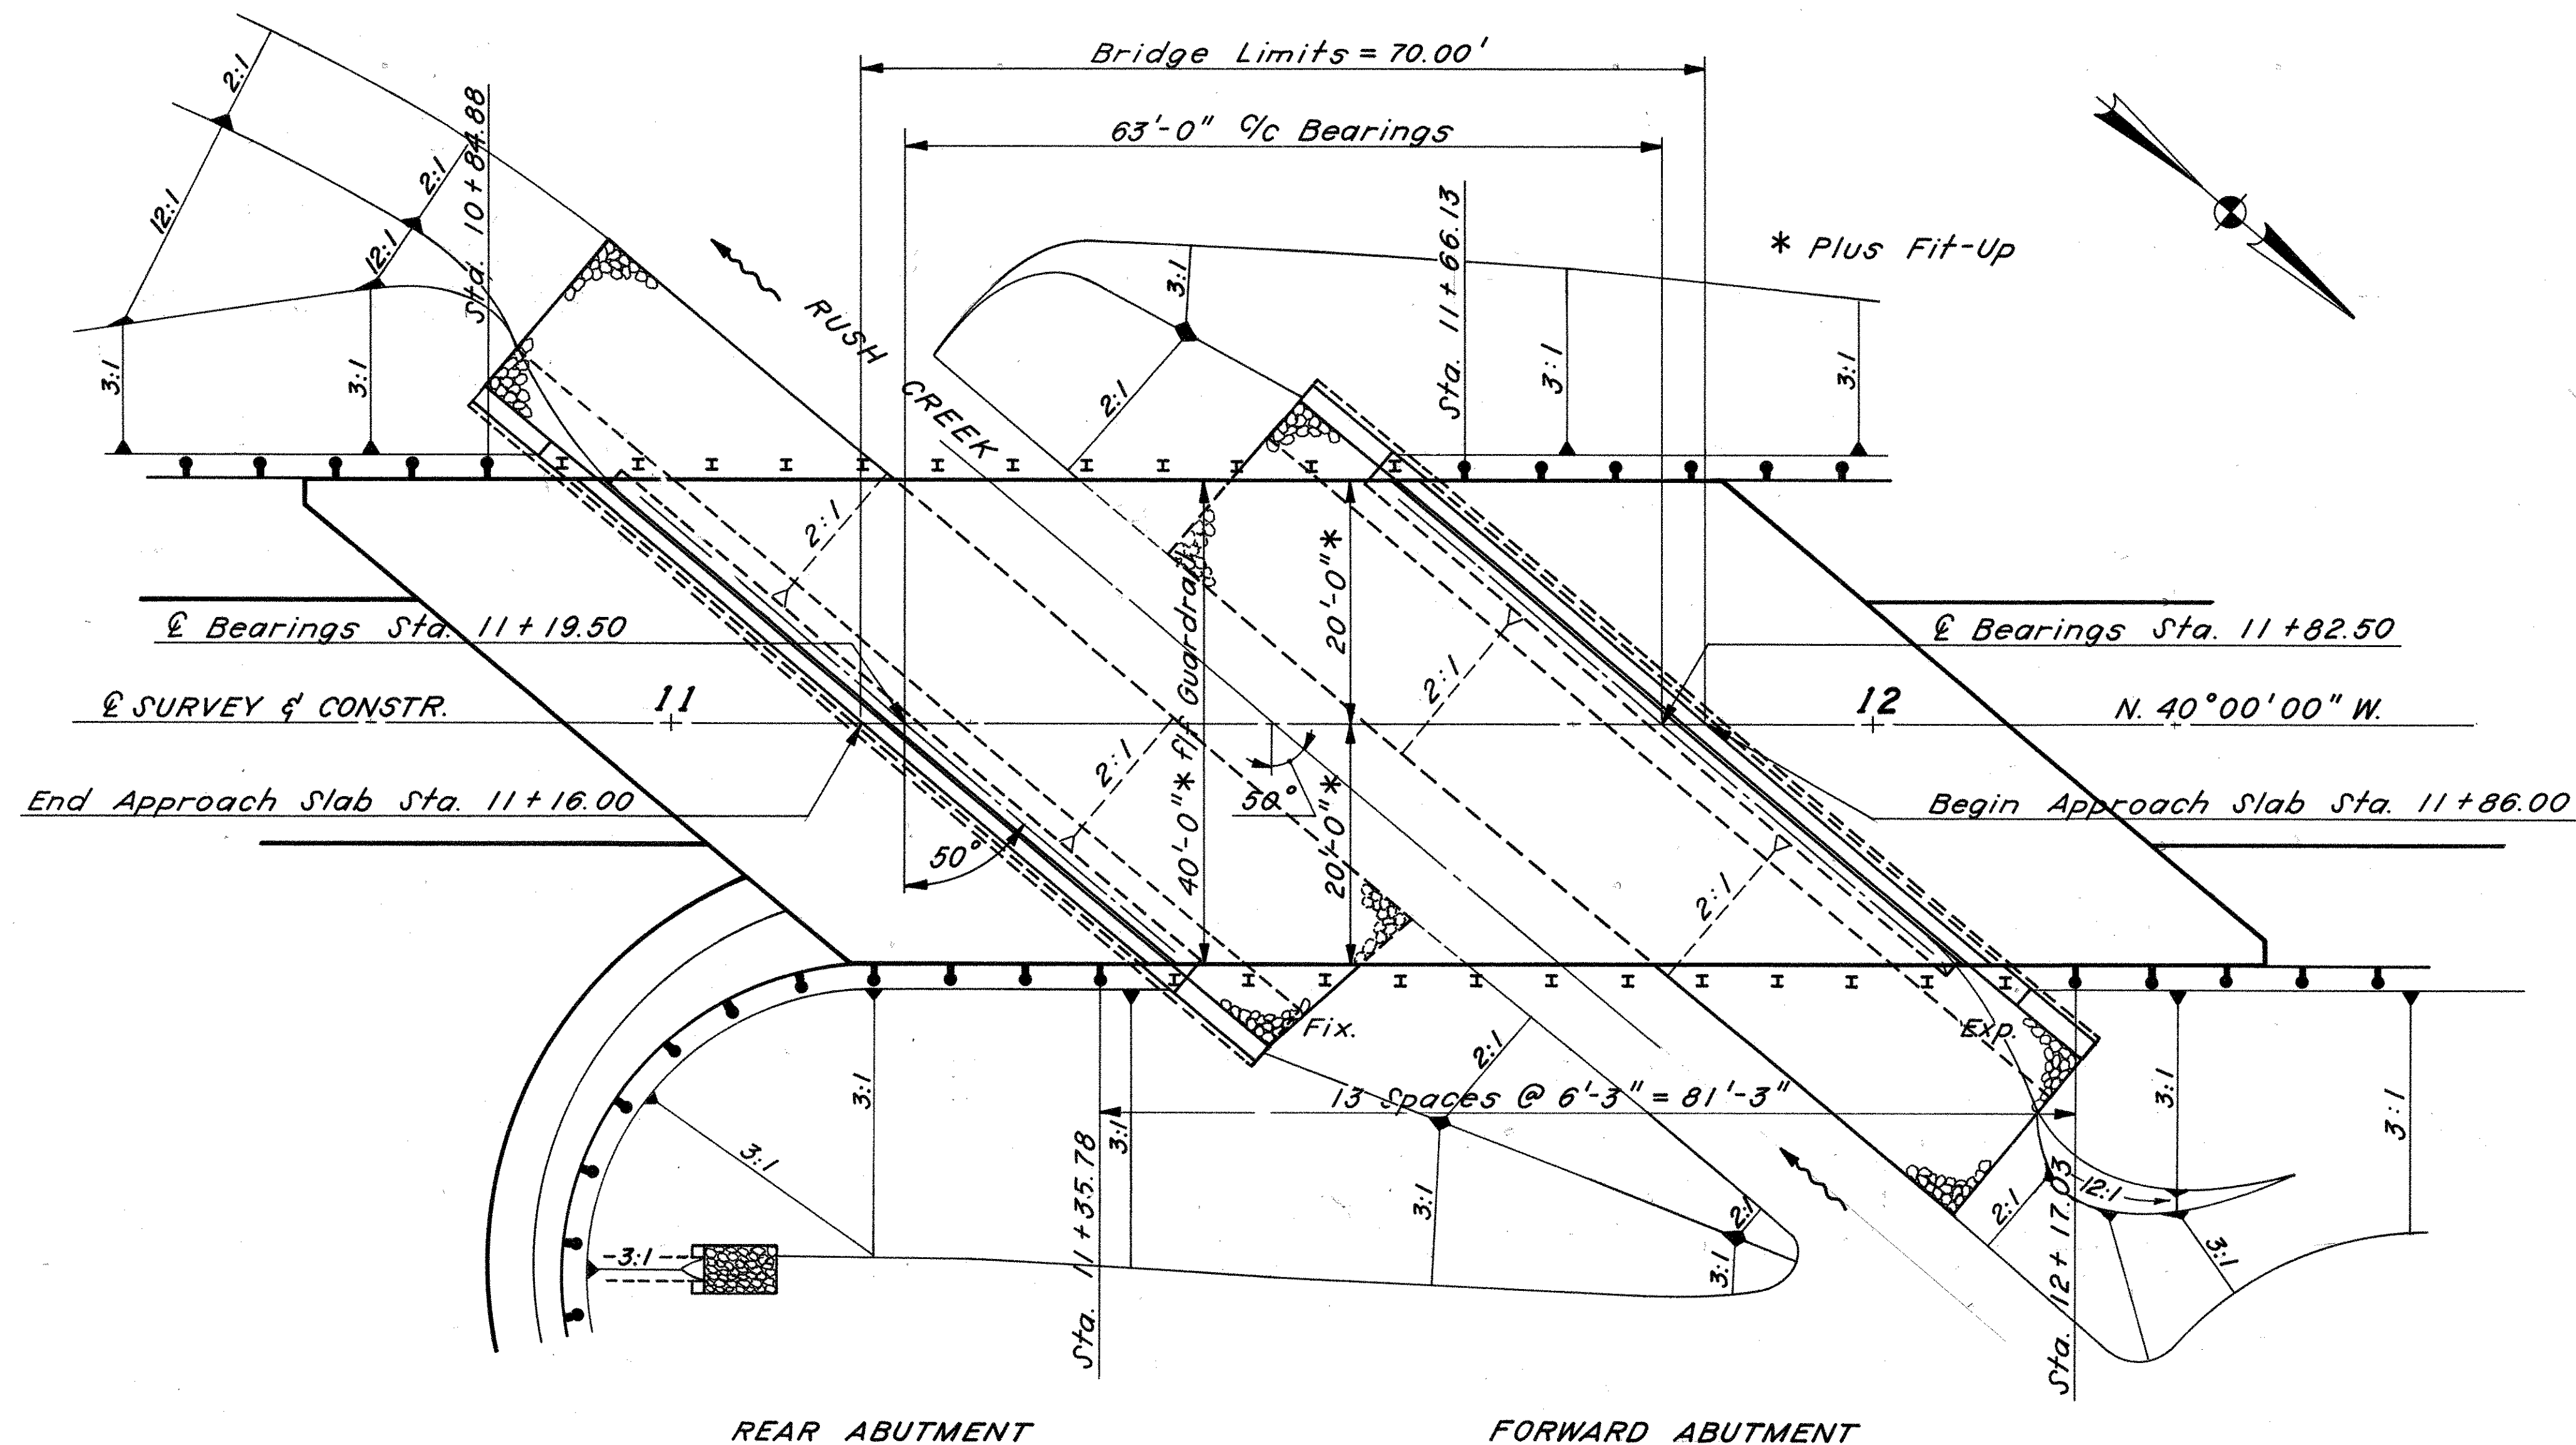 Bridge Limits = 70.00'
63'-0" C/c Bearings
2:1
12:1
2:1
12:1
Sta. 10 + 84.88
3:1
3:1
RUSH CREEK
3:1
2:1
Sta. 11 + 66.13
* Plus Fit-Up
3:1
3:1
2:1
40'-0"* f/f Guardrail
20'-0"*
2:1
℄ Bearings Sta. 11 + 19.50
℄ Bearings Sta. 11 + 82.50
℄ SURVEY & CONSTR.
11
12
N. 40°00'00" W.
2:1
50°
20'-0"*
End Approach Slab Sta. 11 + 16.00
Begin Approach Slab Sta. 11 + 86.00
50°
2:1
Fix.
Exp.
2:1
3:1
3:1
13 Spaces @ 6'-3" = 81'-3"
3:1
3:1
3:1
Sta. 11 + 35.78
3:1
2:1
3:1
Sta. 12 + 17.03
2:1
12:1
3:1
-3:1--
REAR ABUTMENT
FORWARD ABUTMENT